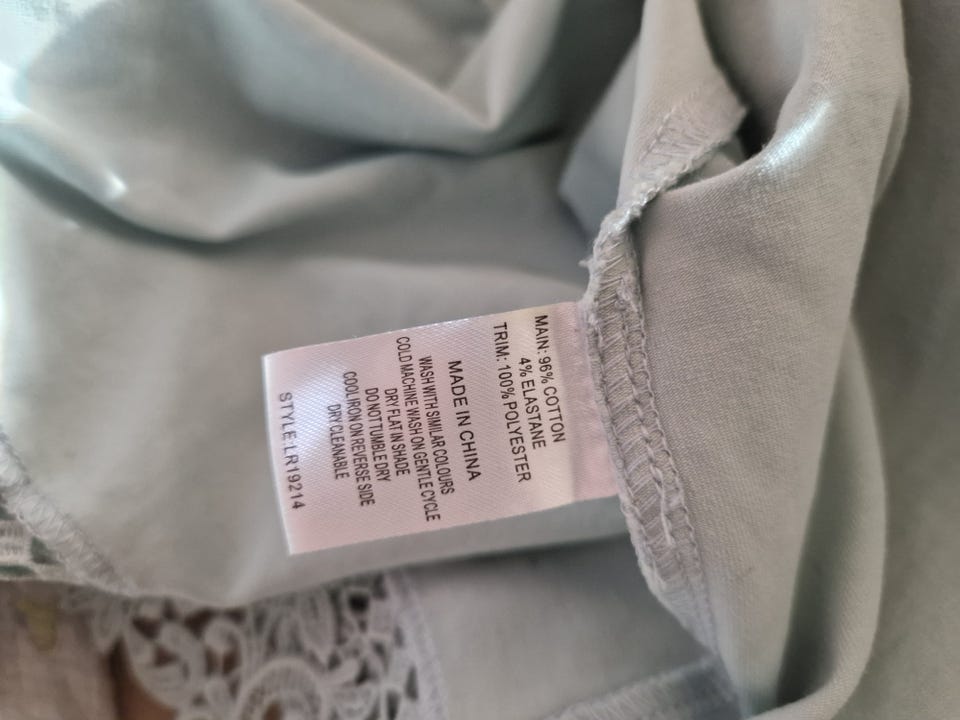 MAIN: 96% COTTON
4% ELASTANE
TRIM: 100% POLYESTER
MADE IN CHINA
WASH WITH SIMILAR COLOURS
COLD MACHINE WASH ON GENTLE CYCLE
DRY FLAT IN SHADE
DO NOT TUMBLE DRY
COOL IRON ON REVERSE SIDE
DRY CLEANABLE
STYLE:LR19214